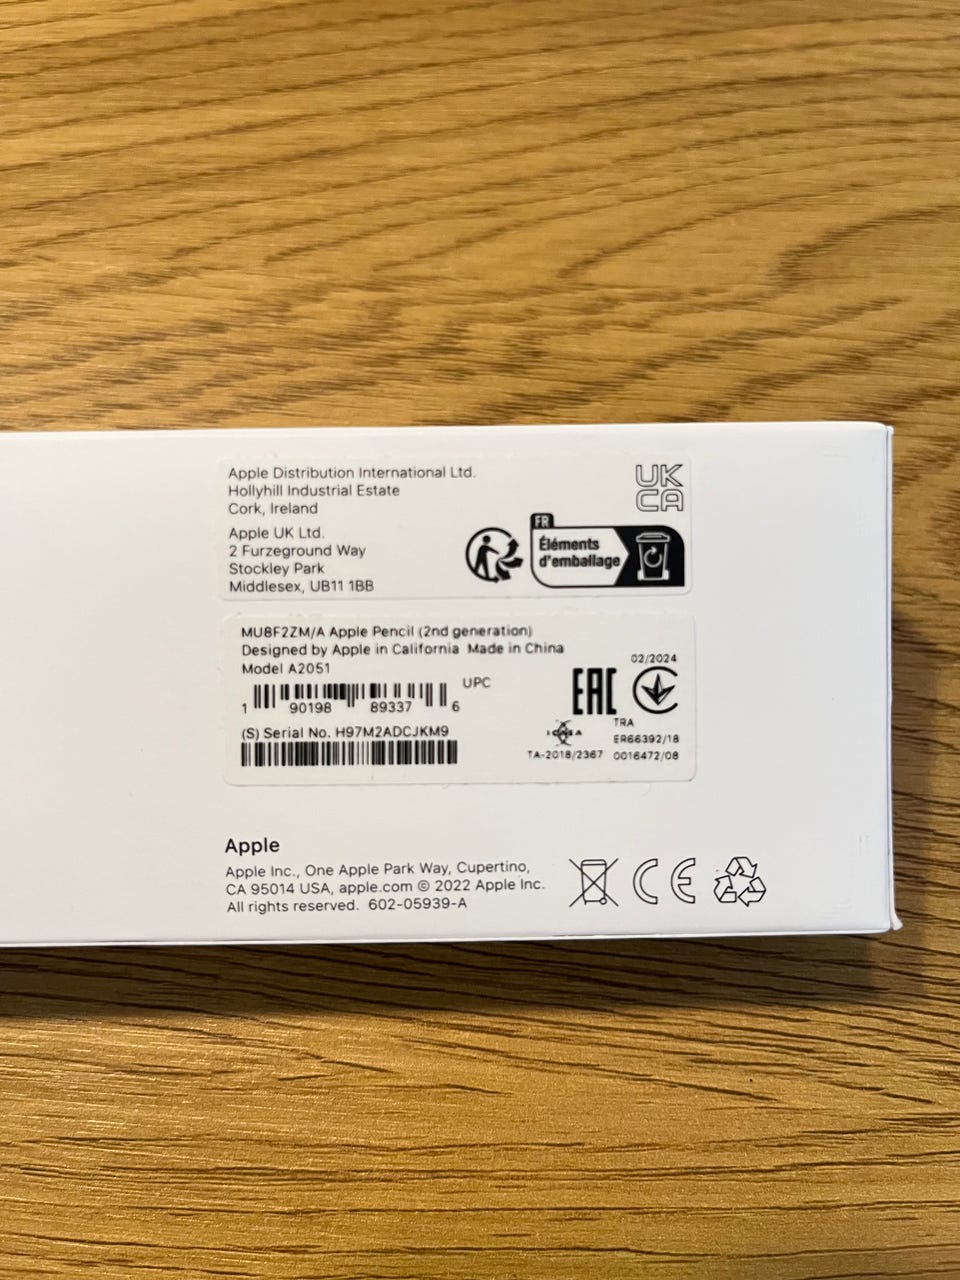 Apple Distribution International Ltd.
Hollyhill Industrial Estate
Cork, Ireland
Apple UK Ltd.
2 Furzeground Way
Stockley Park
Middlesex, UB11 1BB
UK
CA
FR
Éléments
d'emballage
MU8F2ZM/A Apple Pencil (2nd generation)
Designed by Apple in California Made in China
Model A2051
UPC
1 90198 89337 6
(S) Serial No. H97M2ADCJKM9
02/2024
EAC
ICASA
TA-2018/2367
TRA
ER66392/18
0016472/08
Apple
Apple Inc., One Apple Park Way, Cupertino,
CA 95014 USA, apple.com © 2022 Apple Inc.
All rights reserved. 602-05939-A
CE